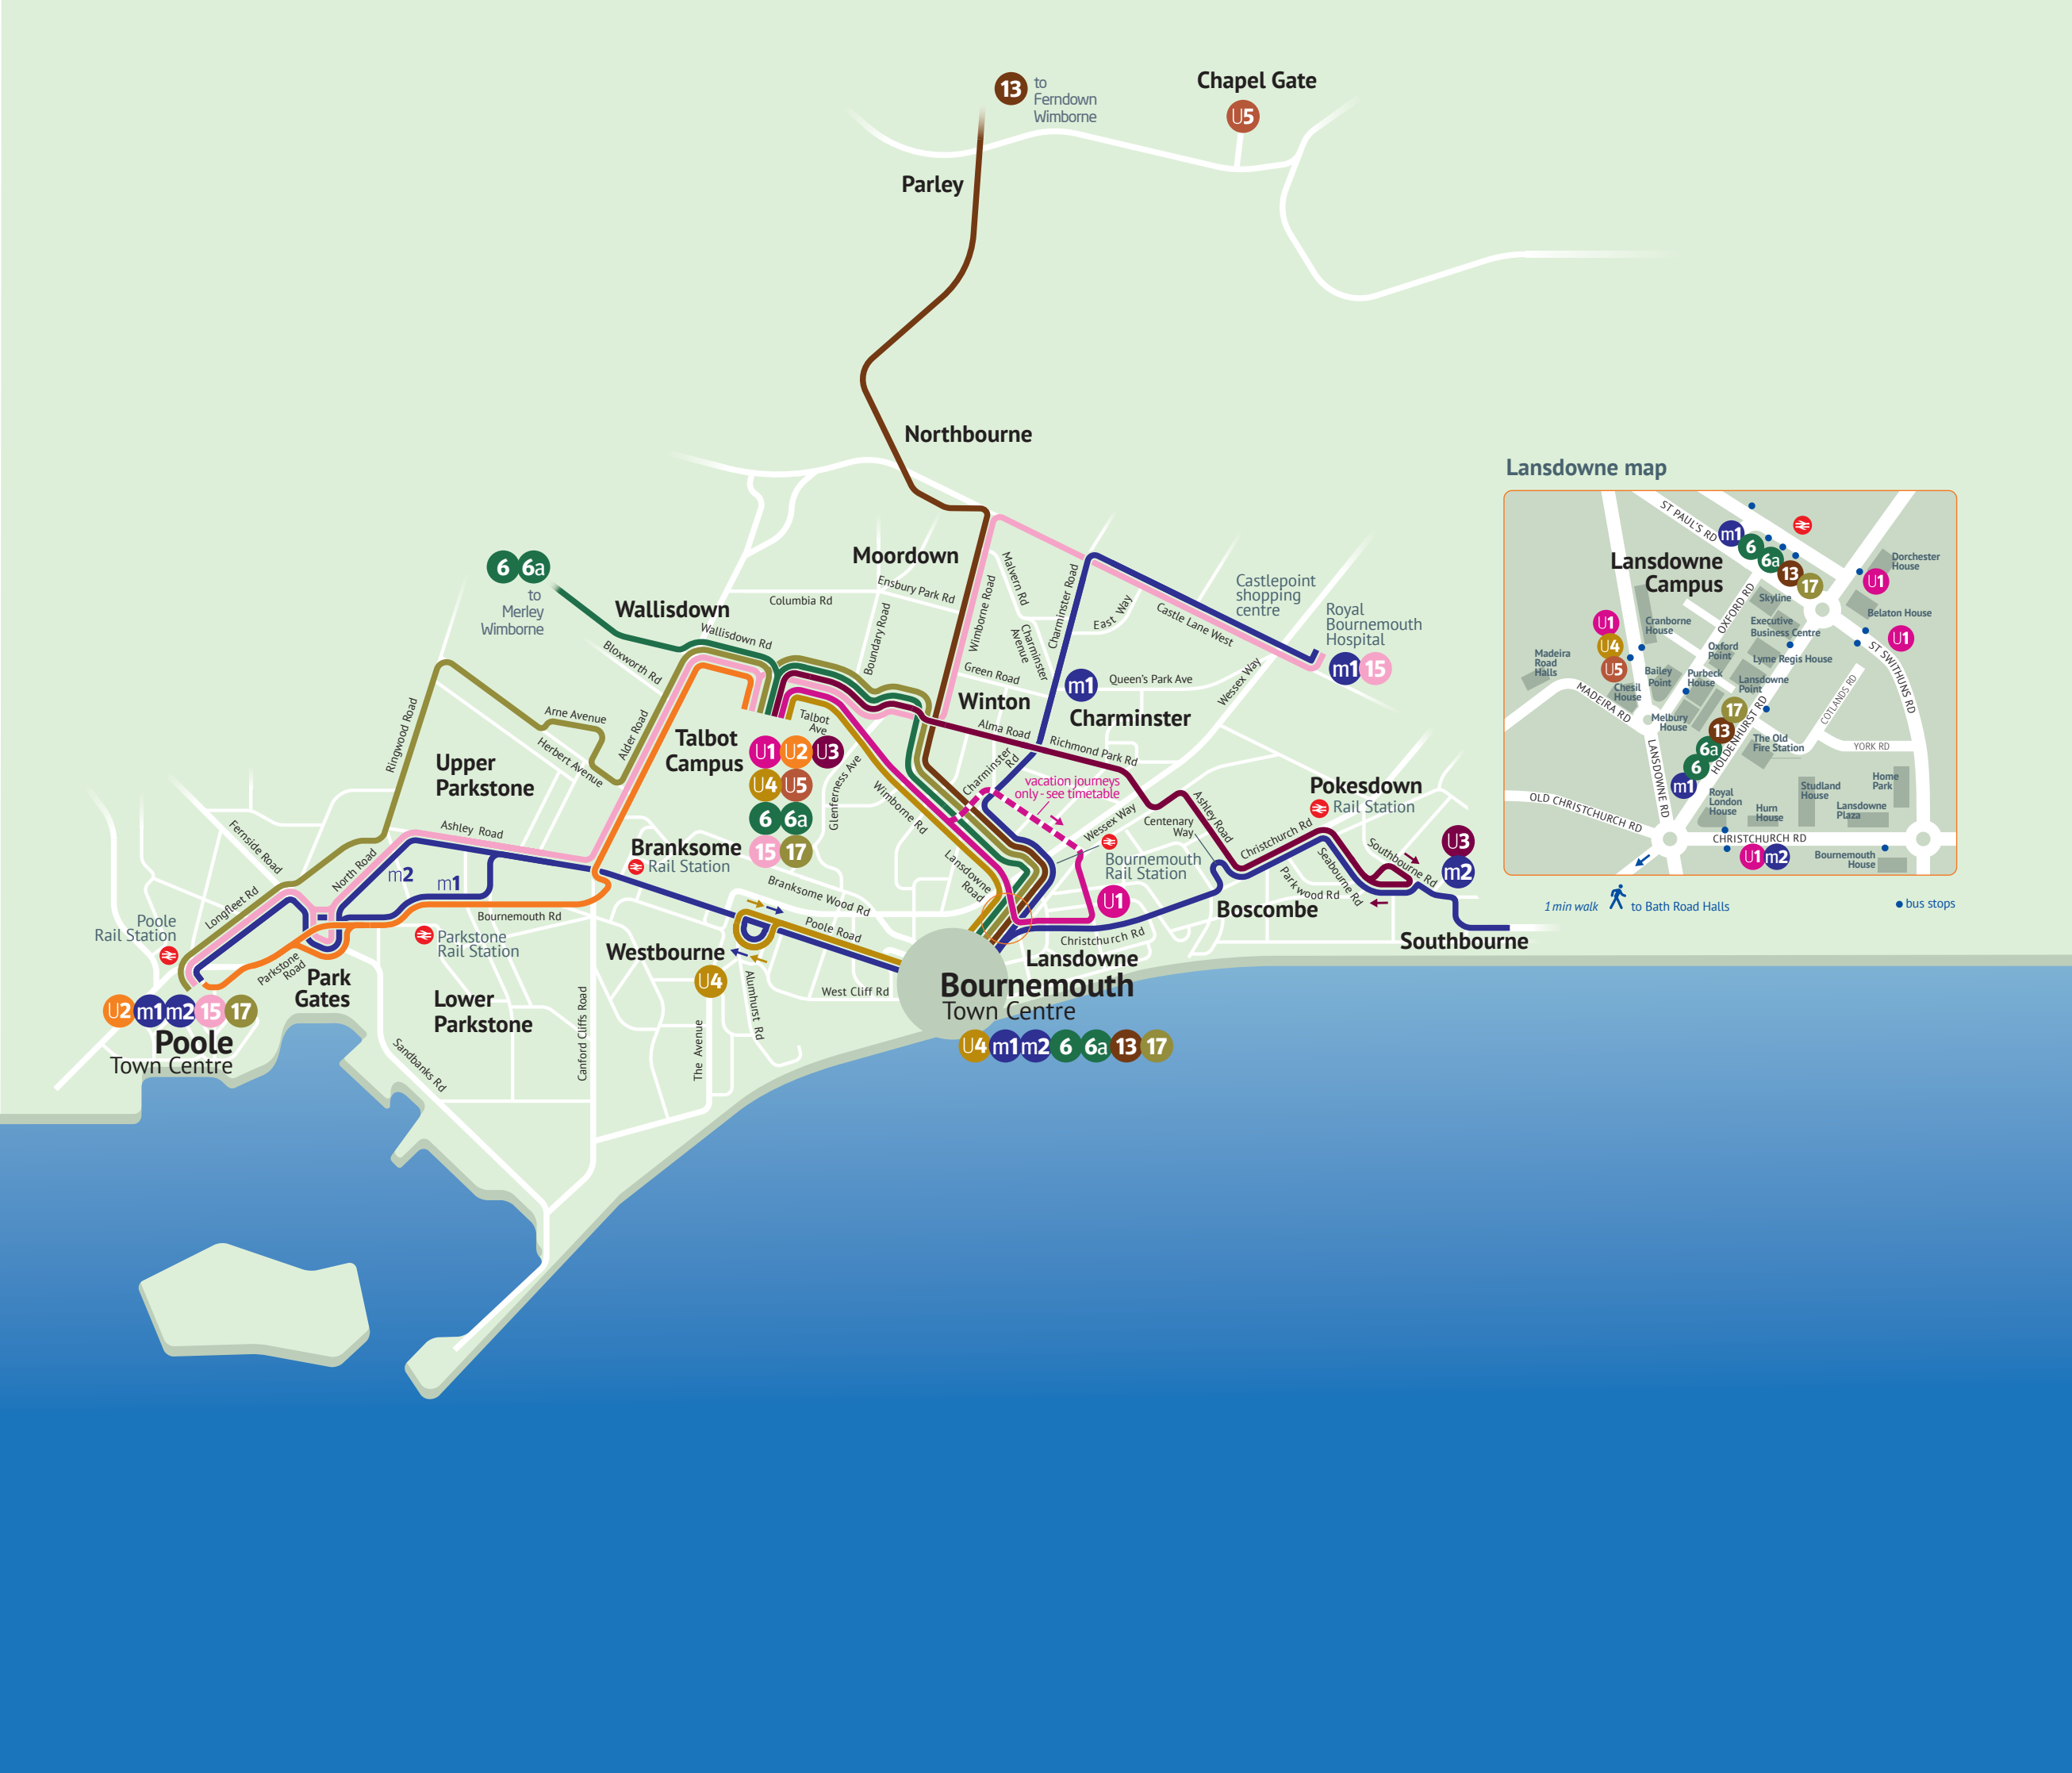 13
to
Ferndown
Wimborne
Chapel Gate
U5
Parley
Northbourne
Moordown
6 6a
to
Merley
Wimborne
Wallisdown
Columbia Rd
Ensbury Park Rd
Wallisdown Rd
Bloxworth Rd
Boundary Road
Wimborne Road
Malvern Rd
Charminster
Avenue
Charminster Road
East Way
Castle Lane West
Castlepoint
shopping
centre
Royal
Bournemouth
Hospital
m1 15
Green Road
Winton
m1
Queen's Park Ave
Charminster
Wessex Way
Ringwood Road
Arne Avenue
Herbert Avenue
Alder Road
Upper
Parkstone
Talbot
Campus
U1 U2 U3
U4 U5
6 6a
15 17
Talbot
Ave
Glenferness Ave
Wimborne Rd
Alma Road
Richmond Park Rd
Charminster
Rd
vacation journeys
only - see timetable
Wessex Way
Centenary
Way
Ashley Road
Pokesdown
Rail Station
Christchurch Rd
Seabourne Rd
Southbourne Rd
Parkwood Rd
U3
m2
Boscombe
Southbourne
Branksome
Rail Station
Branksome Wood Rd
Lansdowne
Road
Bournemouth
Rail Station
U1
Christchurch Rd
Fernside Road
North Road
Ashley Road
m2
m1
Longfleet Rd
Poole
Rail Station
Bournemouth Rd
Parkstone
Rail Station
Parkstone
Road
Park
Gates
Lower
Parkstone
U2 m1 m2 15 17
Poole
Town Centre
Sandbanks Rd
Canford Cliffs Road
Westbourne
U4
The Avenue
Alumhurst Rd
Poole Road
West Cliff Rd
Lansdowne
Bournemouth
Town Centre
U4 m1 m2 6 6a 13 17
Lansdowne map
ST PAUL'S RD
m1
6
6a
13
17
Lansdowne
Campus
Dorchester
House
U1
Belaton House
U1
Skyline
OXFORD RD
Executive
Business Centre
Lyme Regis House
Cranborne
House
U1
U4
U5
Madeira
Road
Halls
MADEIRA RD
Chesil
House
Bailey
Point
Oxford
Point
Purbeck
House
Lansdowne
Point
Melbury
House
17
13
6a
6
m1
HOLDENHURST RD
The Old
Fire Station
COTLANDS RD
YORK RD
ST SWITHUNS RD
LANSDOWNE RD
OLD CHRISTCHURCH RD
Royal
London
House
Hurn
House
Studland
House
Lansdowne
Plaza
Home
Park
CHRISTCHURCH RD
U1 m2
Bournemouth
House
1 min walk
to Bath Road Halls
bus stops